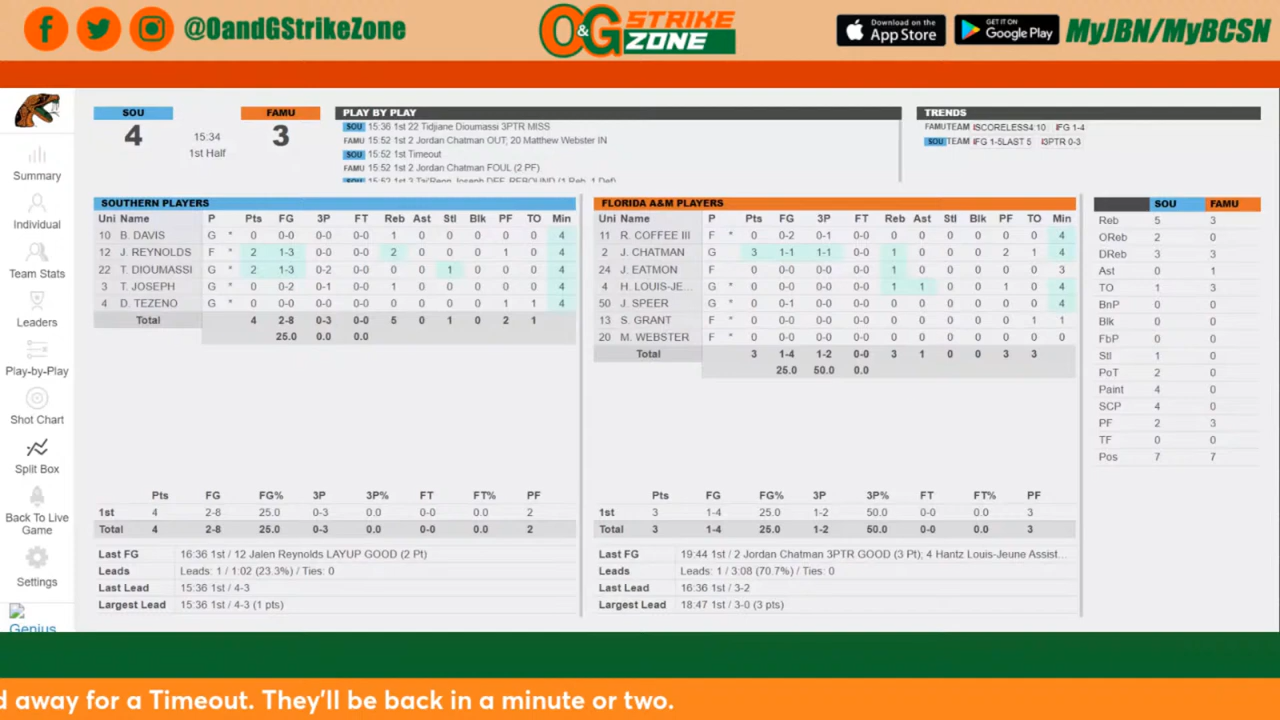 @OandGStrikeZone
O&G STRIKE ZONE
Download on the App Store
GET IT ON Google Play
MyJBN/MyBCSN
SOU
4
15:34
1st Half
FAMU
3
PLAY BY PLAY
SOU 15:36 1st 22 Tidjiane Dioumassi 3PTR MISS
FAMU 15:52 1st 2 Jordan Chatman OUT, 20 Matthew Webster IN
SOU 15:52 1st Timeout
FAMU 15:52 1st 2 Jordan Chatman FOUL (2 PF)
SOU 15:52 1st 3 Tai'Reon Joseph DEF. REBOUND (1 Reb, 1 Def)
TRENDS
FAMU TEAM SCORELESS 4:10 FG 1-4
SOU TEAM FG 1-5 LAST 5 3PTR 0-3
Summary
Individual
Team Stats
Leaders
Play-by-Play
Shot Chart
Split Box
Back To Live Game
Settings
Genius
SOUTHERN PLAYERS
Uni Name P Pts FG 3P FT Reb Ast Stl Blk PF TO Min
10 B. DAVIS G * 0 0-0 0-0 0-0 1 0 0 0 0 0 4
12 J. REYNOLDS F * 2 1-3 0-0 0-0 2 0 0 0 1 0 4
22 T. DIOUMASSI G * 2 1-3 0-2 0-0 0 0 1 0 0 0 4
3 T. JOSEPH G * 0 0-2 0-1 0-0 1 0 0 0 0 0 4
4 D. TEZENO G * 0 0-0 0-0 0-0 0 0 0 0 1 1 4
Total 4 2-8 0-3 0-0 5 0 1 0 2 1
25.0 0.0 0.0
FLORIDA A&M PLAYERS
Uni Name P Pts FG 3P FT Reb Ast Stl Blk PF TO Min
11 R. COFFEE III F * 0 0-2 0-1 0-0 0 0 0 0 0 0 4
2 J. CHATMAN G 3 1-1 1-1 0-0 1 0 0 0 2 1 4
24 J. EATMON F 0 0-0 0-0 0-0 1 0 0 0 0 0 3
4 H. LOUIS-JE... G * 0 0-0 0-0 0-0 1 1 0 0 1 0 4
50 J. SPEER G * 0 0-1 0-0 0-0 0 0 0 0 0 0 4
13 S. GRANT F * 0 0-0 0-0 0-0 0 0 0 0 0 1 1
20 M. WEBSTER F * 0 0-0 0-0 0-0 0 0 0 0 0 0 0
Total 3 1-4 1-2 0-0 3 1 0 0 3 3
25.0 50.0 0.0
SOU FAMU
Reb 5 3
OReb 2 0
DReb 3 3
Ast 0 1
TO 1 3
BnP 0 0
Blk 0 0
FbP 0 0
Stl 1 0
PoT 2 0
Paint 4 0
SCP 4 0
PF 2 3
TF 0 0
Pos 7 7
Pts FG FG% 3P 3P% FT FT% PF
1st 4 2-8 25.0 0-3 0.0 0-0 0.0 2
Total 4 2-8 25.0 0-3 0.0 0-0 0.0 2
Last FG 16:36 1st / 12 Jalen Reynolds LAYUP GOOD (2 Pt)
Leads Leads: 1 / 1:02 (23.3%) / Ties: 0
Last Lead 15:36 1st / 4-3
Largest Lead 15:36 1st / 4-3 (1 pts)
Pts FG FG% 3P 3P% FT FT% PF
1st 3 1-4 25.0 1-2 50.0 0-0 0.0 3
Total 3 1-4 25.0 1-2 50.0 0-0 0.0 3
Last FG 19:44 1st / 2 Jordan Chatman 3PTR GOOD (3 Pt); 4 Hantz Louis-Jeune Assist...
Leads Leads: 1 / 3:08 (70.7%) / Ties: 0
Last Lead 16:36 1st / 3-2
Largest Lead 18:47 1st / 3-0 (3 pts)
d away for a Timeout. They'll be back in a minute or two.